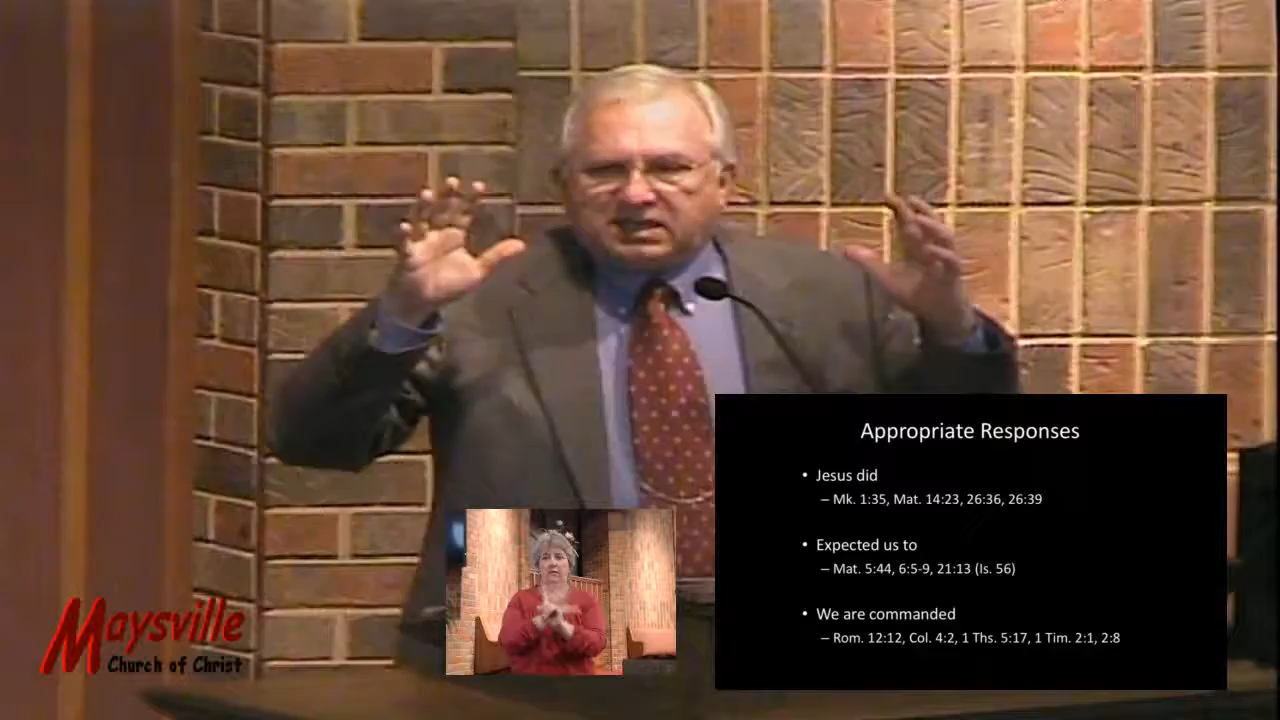 Appropriate Responses
• Jesus did
– Mk. 1:35, Mat. 14:23, 26:36, 26:39
• Expected us to
– Mat. 5:44, 6:5-9, 21:13 (Is. 56)
• We are commanded
– Rom. 12:12, Col. 4:2, 1 Ths. 5:17, 1 Tim. 2:1, 2:8
Maysville
Church of Christ